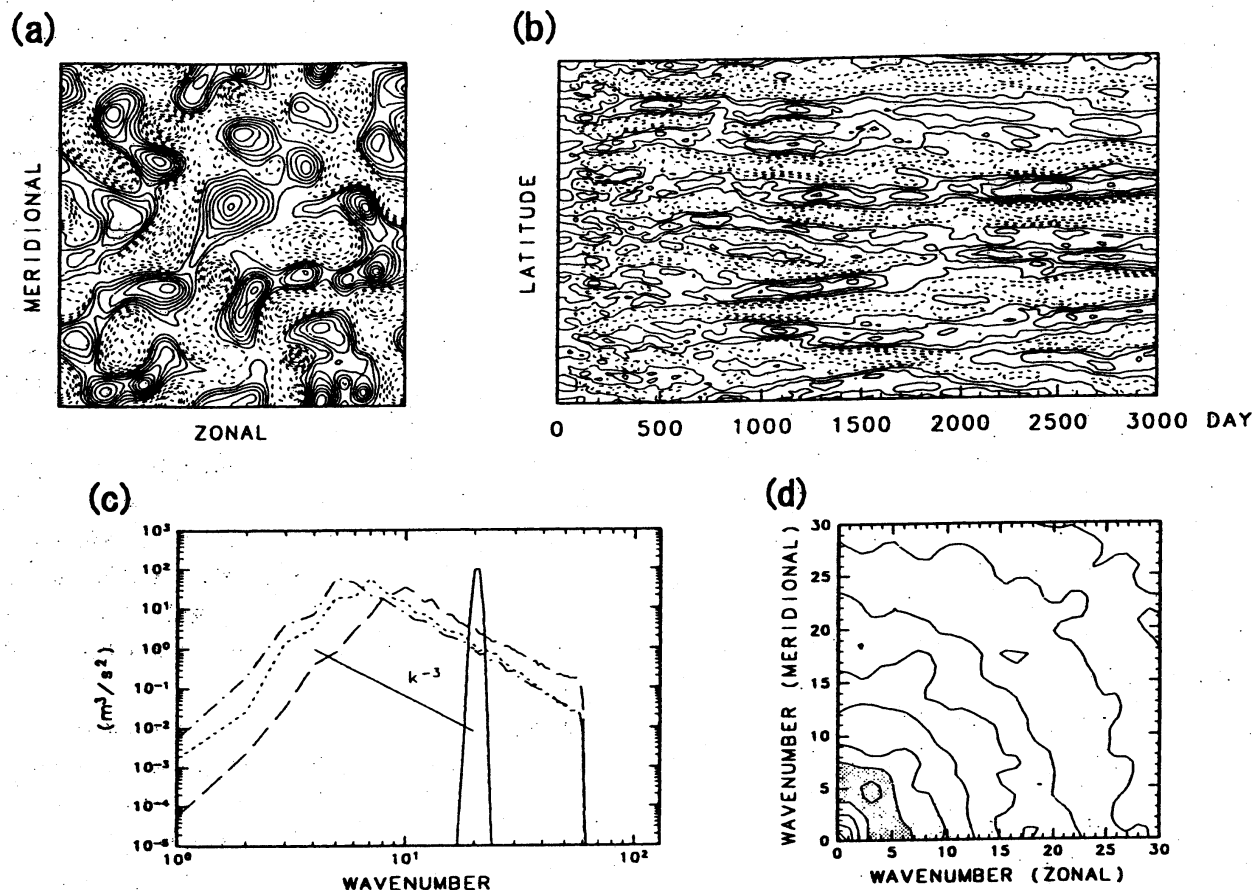 (a)
MERIDIONAL
ZONAL
(b)
LATITUDE
0 500 1000 1500 2000 2500 3000 DAY
(c)
(m³/s²)
10³
10²
10¹
10⁰
10⁻¹
10⁻²
10⁻³
10⁻⁴
10⁻⁵
k⁻³
10⁰ 10¹ 10²
WAVENUMBER
(d)
WAVENUMBER (MERIDIONAL)
30
25
20
15
10
5
0
0 5 10 15 20 25 30
WAVENUMBER (ZONAL)